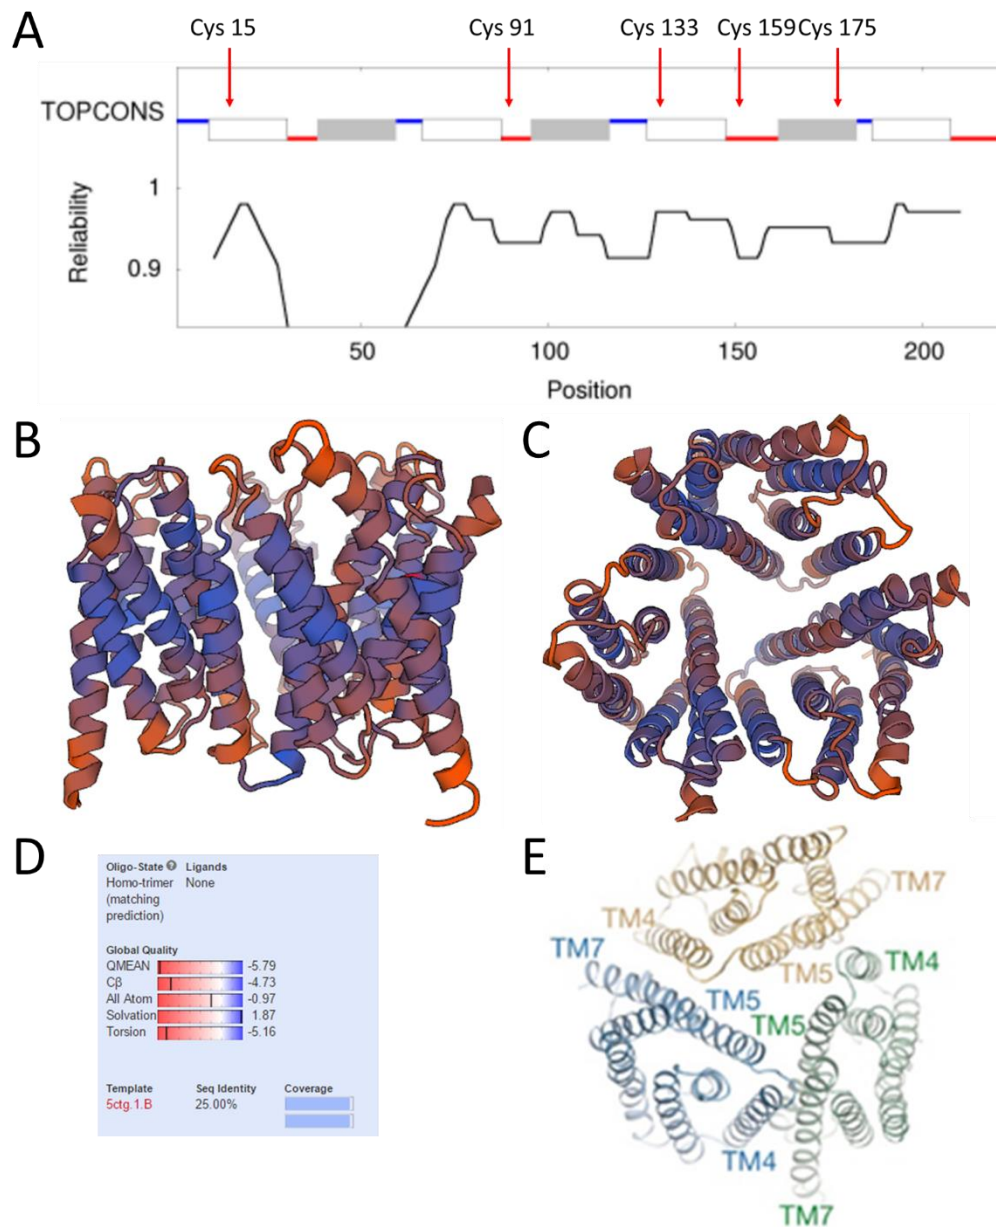 A
Cys 15
Cys 91
Cys 133
Cys 159
Cys 175
TOPCONS
Reliability
1
0.9
50
100
150
200
Position
B
C
D
Oligo-State ?
Ligands
Homo-trimer
None
(matching
prediction)
Global Quality
QMEAN -5.79
Cβ -4.73
All Atom -0.97
Solvation 1.87
Torsion -5.16
Template
Seq Identity
Coverage
5ctg.1.B
25.00%
E
TM7
TM4
TM7
TM5
TM4
TM5
TM5
TM4
TM7